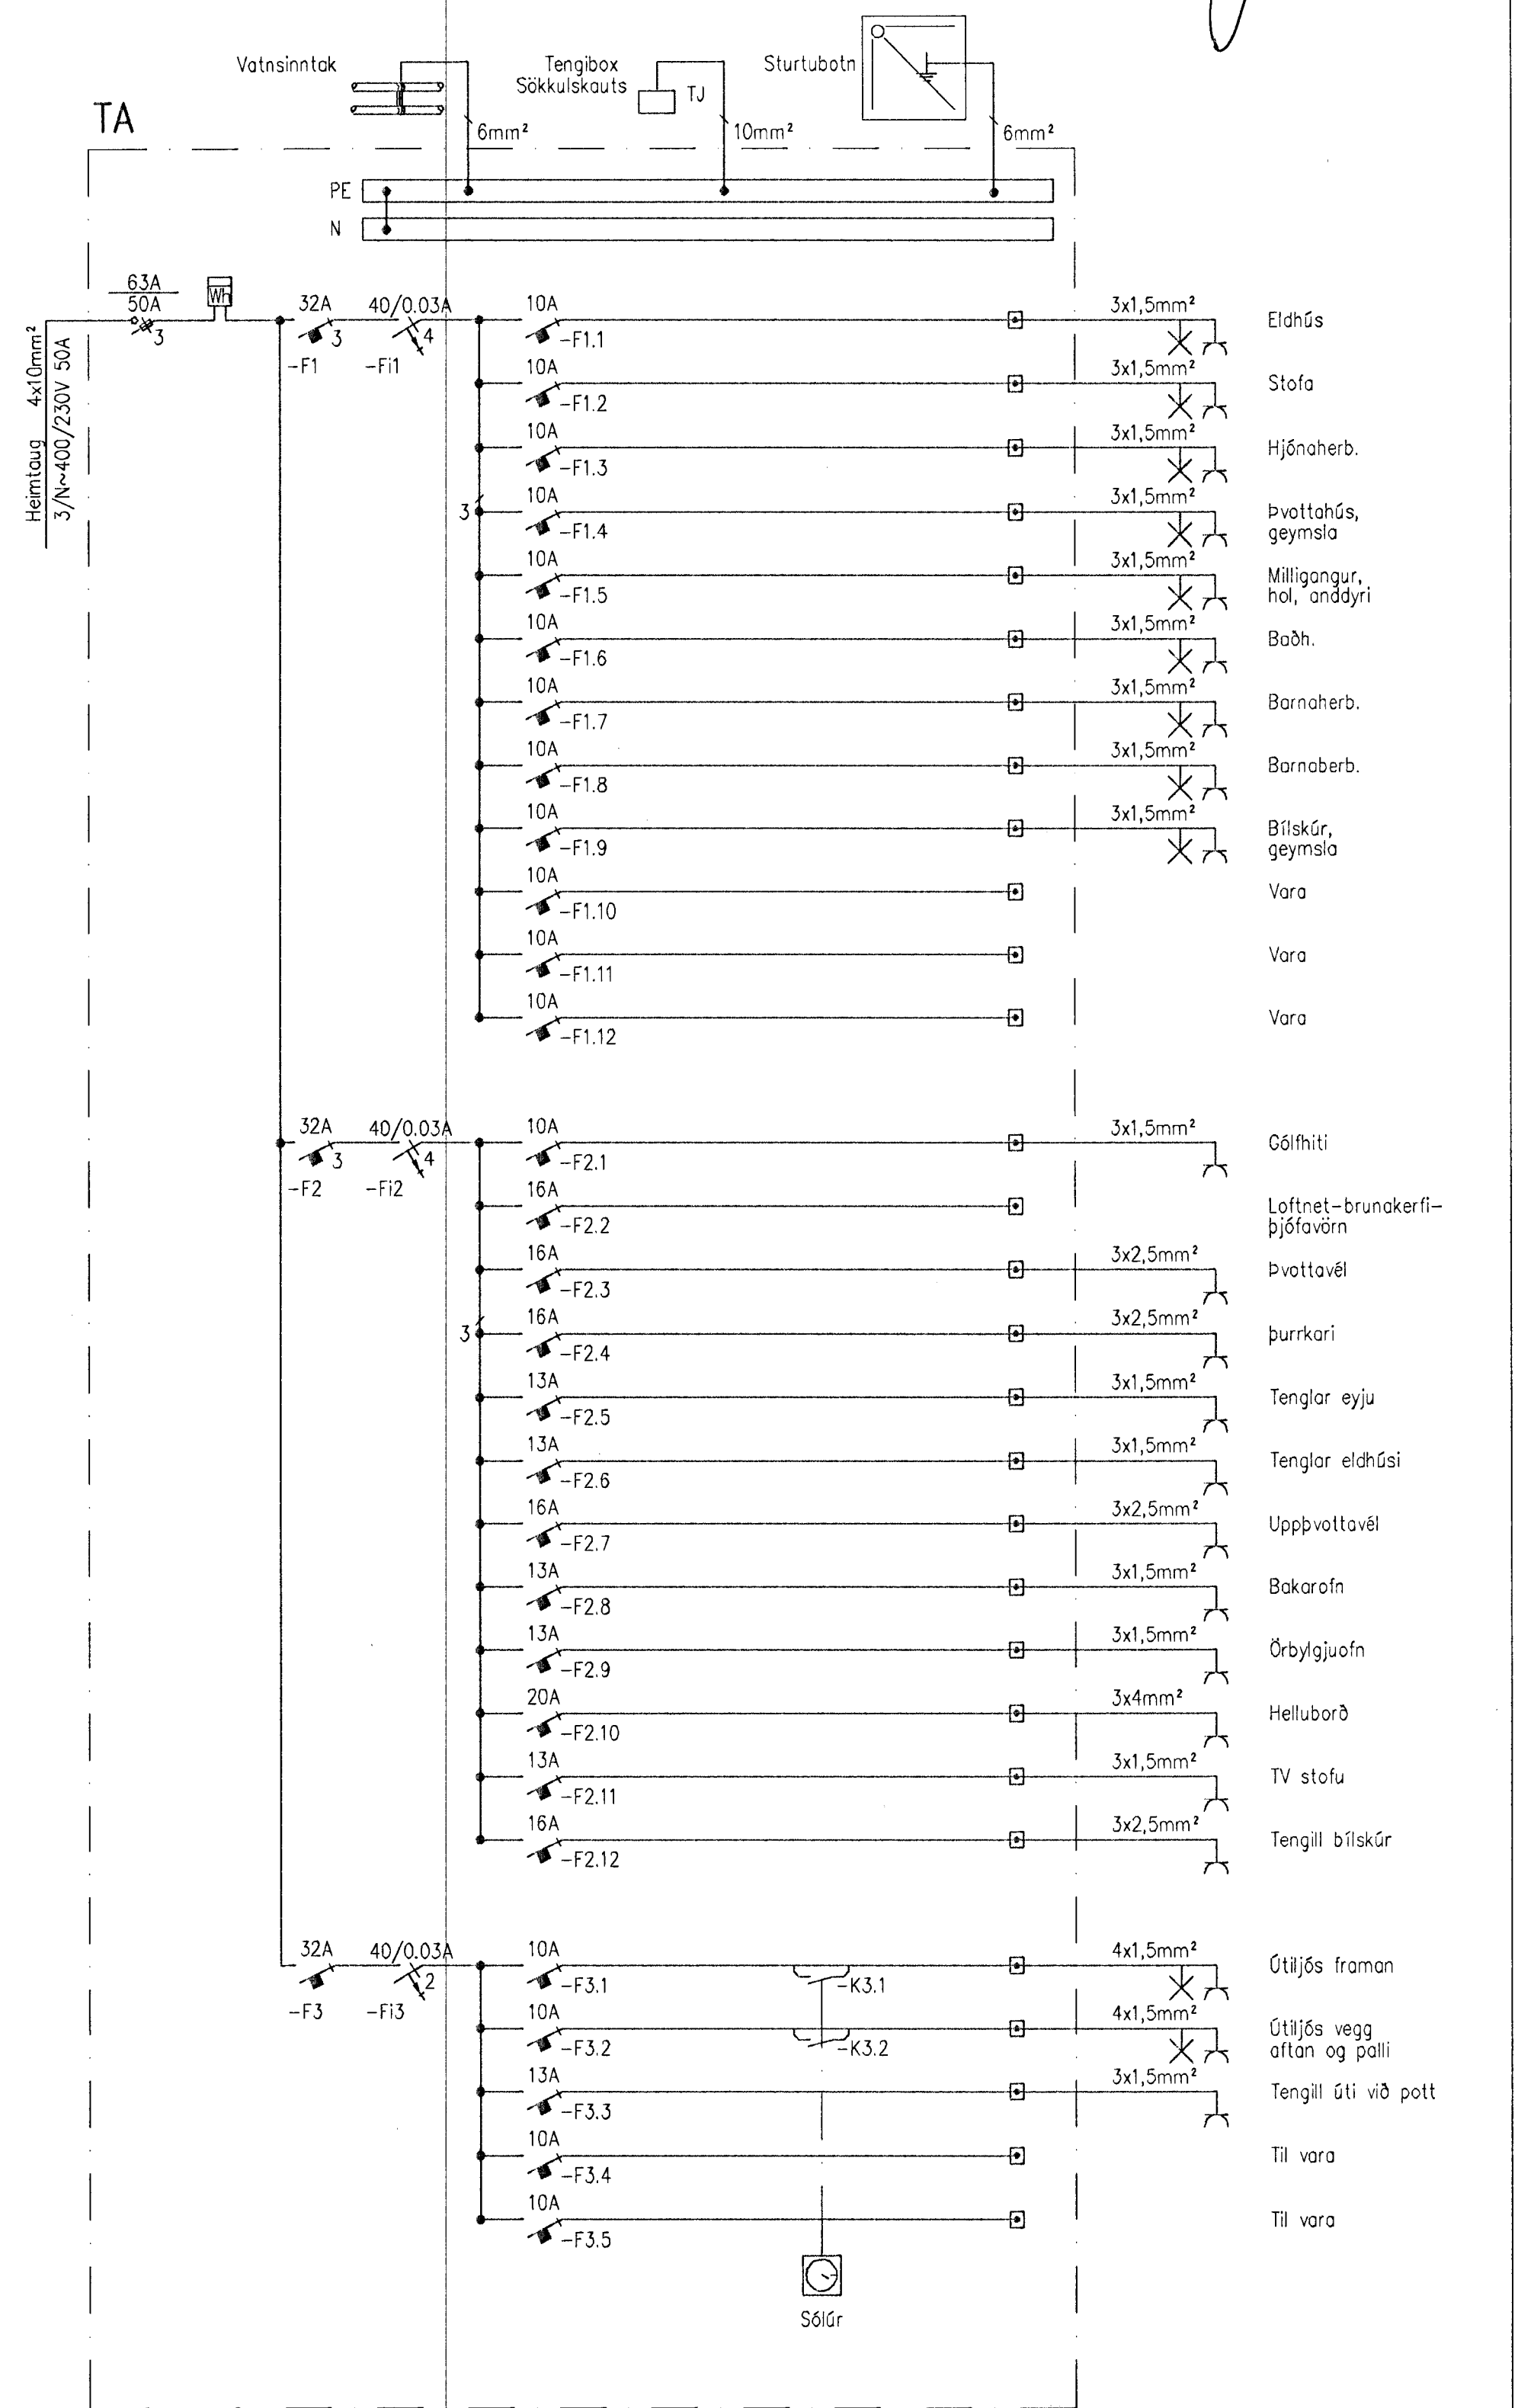 Vatnsinntak
Tengibox
Sökkulskauts
TJ
Sturtubotn
TA
6mm²
10mm²
6mm²
PE
N
Heimtaug 4x10mm²
3/N~400/230V 50A
63A
50A
3
Wh
32A
3
-F1
40/0.03A
4
-Fi1
3
10A
-F1.1
3x1,5mm²
Eldhús
10A
-F1.2
3x1,5mm²
Stofa
10A
-F1.3
3x1,5mm²
Hjónaherb.
10A
-F1.4
3x1,5mm²
Þvottahús,
geymsla
10A
-F1.5
3x1,5mm²
Milligangur,
hol, anddyri
10A
-F1.6
3x1,5mm²
Baðh.
10A
-F1.7
3x1,5mm²
Barnaherb.
10A
-F1.8
3x1,5mm²
Barnaberb.
10A
-F1.9
3x1,5mm²
Bílskúr,
geymsla
10A
-F1.10
Vara
10A
-F1.11
Vara
10A
-F1.12
Vara
32A
3
-F2
40/0.03A
4
-Fi2
3
10A
-F2.1
3x1,5mm²
Gólfhiti
16A
-F2.2
Loftnet-brunakerfi-
þjófavörn
16A
-F2.3
3x2,5mm²
Þvottavél
16A
-F2.4
3x2,5mm²
þurrkari
13A
-F2.5
3x1,5mm²
Tenglar eyju
13A
-F2.6
3x1,5mm²
Tenglar eldhúsi
16A
-F2.7
3x2,5mm²
Uppþvottavél
13A
-F2.8
3x1,5mm²
Bakarofn
13A
-F2.9
3x1,5mm²
Örbylgjuofn
20A
-F2.10
3x4mm²
Helluborð
13A
-F2.11
3x1,5mm²
TV stofu
16A
-F2.12
3x2,5mm²
Tengill bílskúr
32A
-F3
40/0.03A
2
-Fi3
10A
-F3.1
-K3.1
4x1,5mm²
Útiljós framan
10A
-F3.2
-K3.2
4x1,5mm²
Útiljós vegg
aftan og palli
13A
-F3.3
3x1,5mm²
Tengill úti við pott
10A
-F3.4
Til vara
10A
-F3.5
Til vara
Sólúr